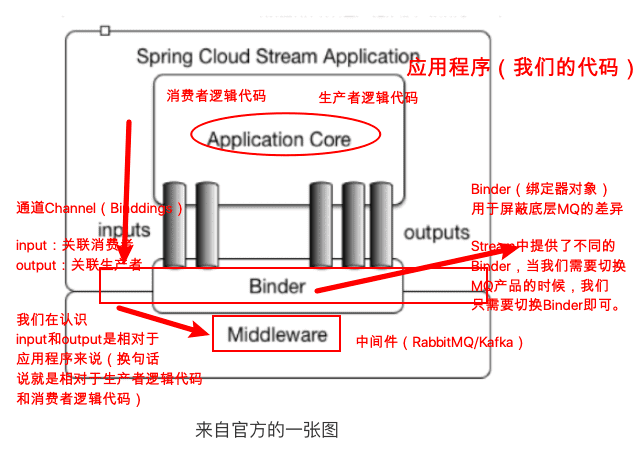 Spring Cloud Stream Application
应用程序（我们的代码）
消费者逻辑代码
生产者逻辑代码
Application Core
通道Channel（Binddings）
inputs
input：关联消费者
output：关联生产者
outputs
Binder（绑定器对象）
用于屏蔽底层MQ的差异
Stream中提供了不同的
Binder，当我们需要切换
MQ产品的时候，我们
只需要切换Binder即可。
Binder
我们在认识
input和output是相对于
应用程序来说（换句话
说就是相对于生产者逻辑代码
和消费者逻辑代码）
Middleware
中间件（RabbitMQ/Kafka）
来自官方的一张图